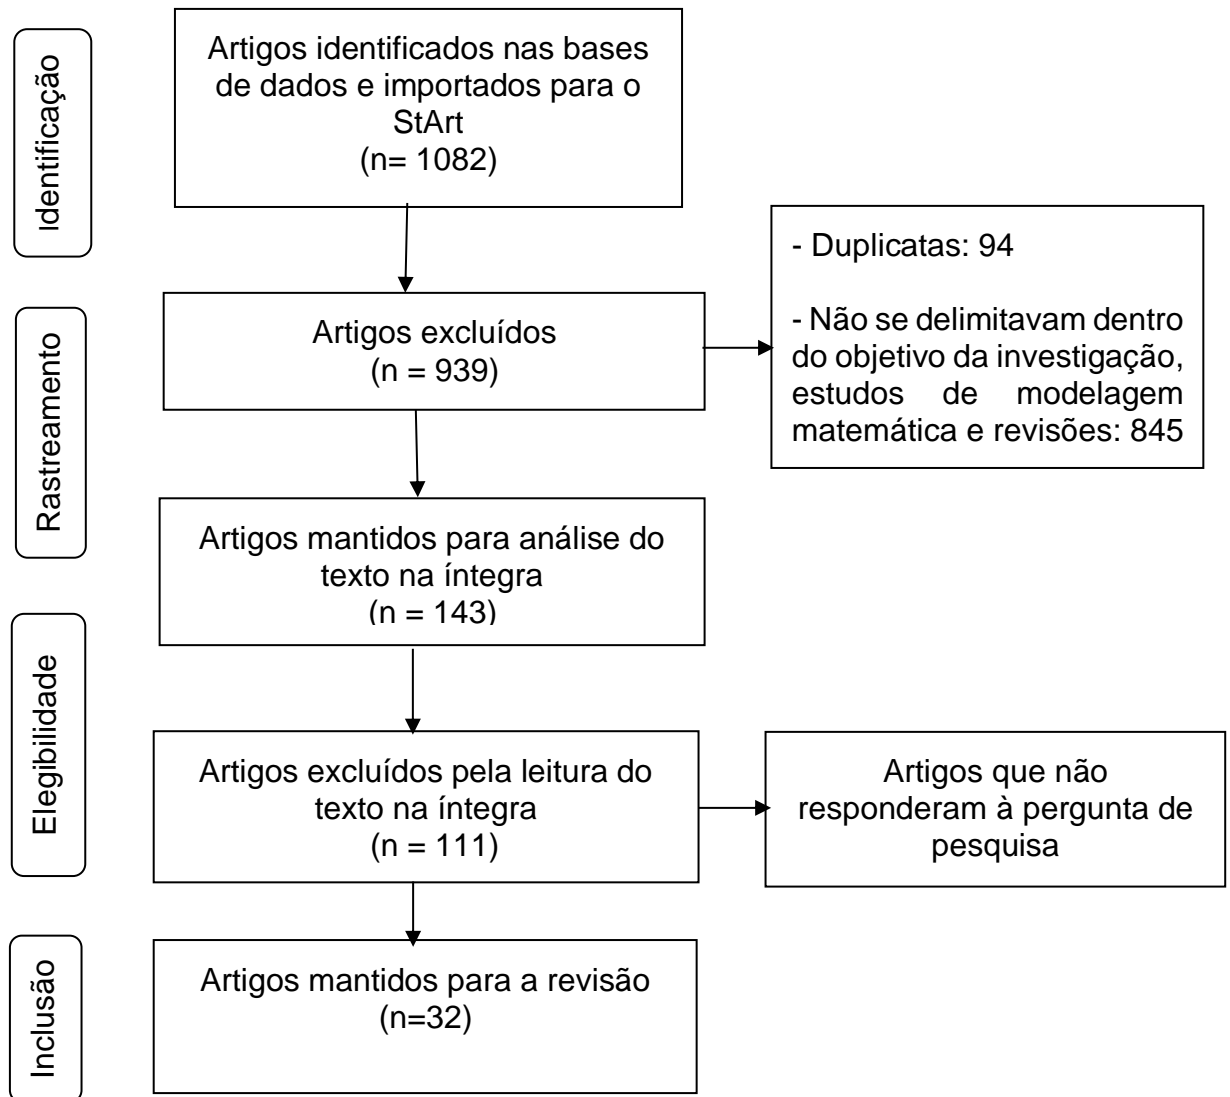 Identificação
Artigos identificados nas bases
de dados e importados para o
StArt
(n= 1082)
- Duplicatas: 94
- Não se delimitavam dentro
do objetivo da investigação,
estudos de modelagem
matemática e revisões: 845
Rastreamento
Artigos excluídos
(n = 939)
Artigos mantidos para análise do
texto na íntegra
(n = 143)
Elegibilidade
Artigos excluídos pela leitura do
texto na íntegra
(n = 111)
Artigos que não
responderam à pergunta de
pesquisa
Inclusão
Artigos mantidos para a revisão
(n=32)